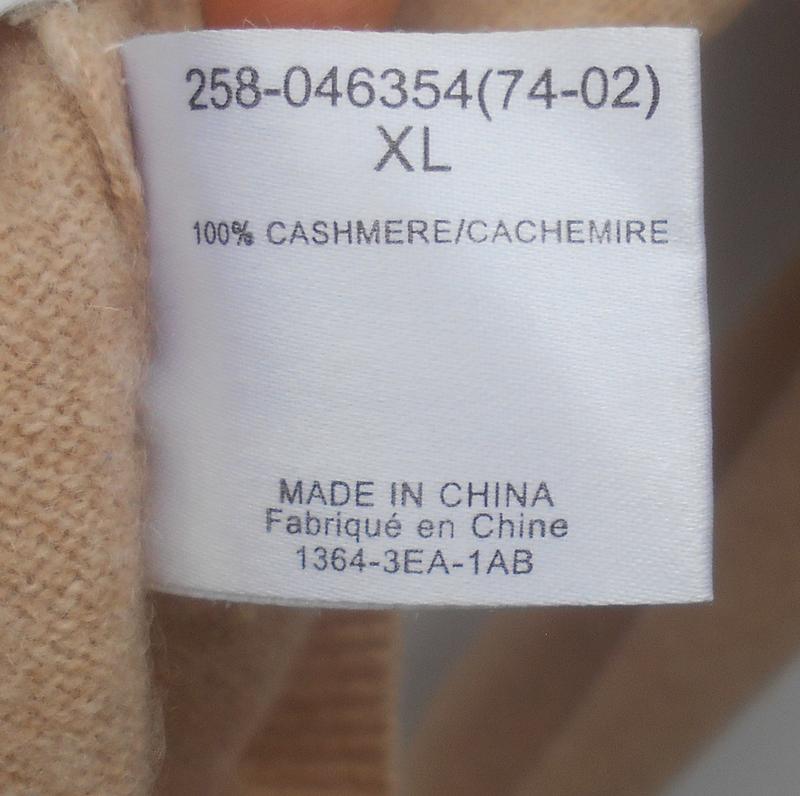 258-046354(74-02)
XL
100% CASHMERE/CACHEMIRE
MADE IN CHINA
Fabriqué en Chine
1364-3EA-1AB